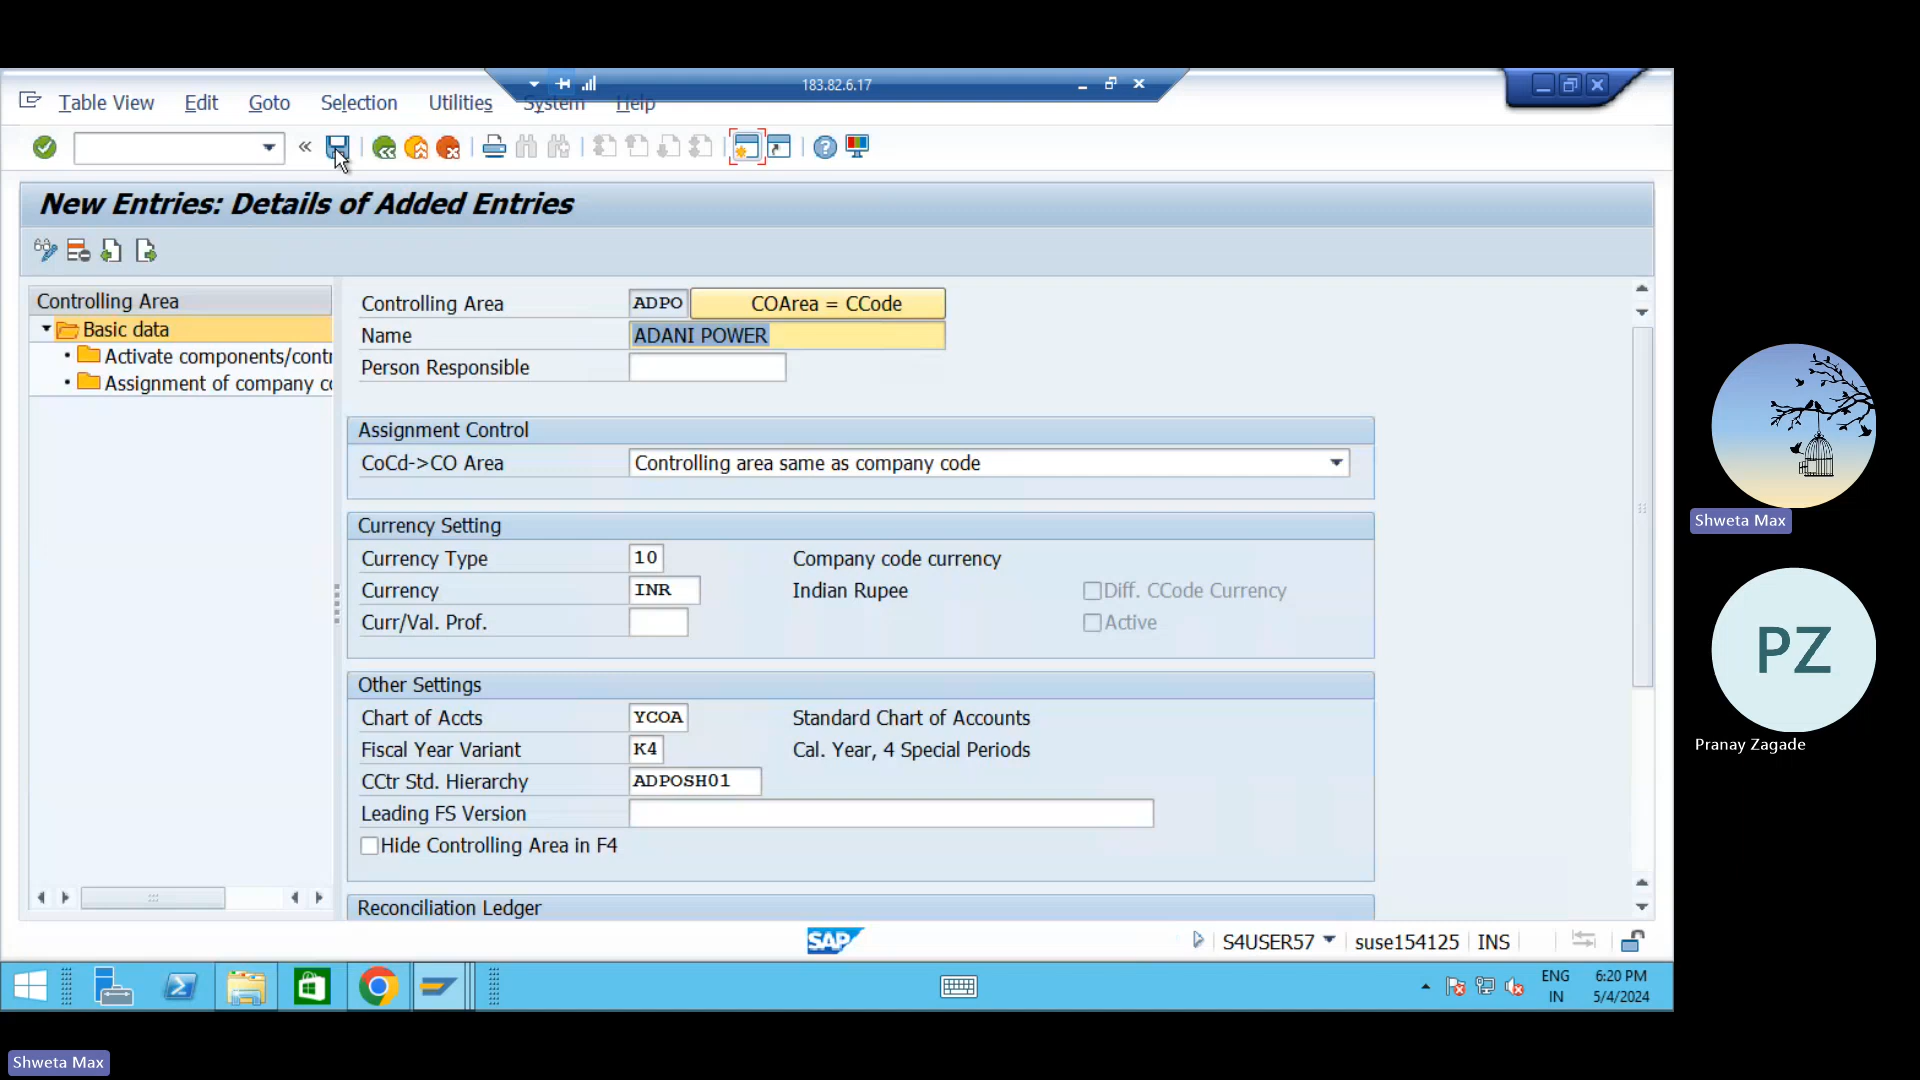 183.82.6.17
Table View Edit Goto Selection Utilities System Help
New Entries: Details of Added Entries
Controlling Area
Basic data
Activate components/contr
Assignment of company co
Controlling Area ADPO COArea = CCode
Name ADANI POWER
Person Responsible
Assignment Control
CoCd->CO Area Controlling area same as company code
Currency Setting
Currency Type 10 Company code currency
Currency INR Indian Rupee Diff. CCode Currency
Curr/Val. Prof. Active
Other Settings
Chart of Accts YCOA Standard Chart of Accounts
Fiscal Year Variant K4 Cal. Year, 4 Special Periods
CCtr Std. Hierarchy ADPOSH01
Leading FS Version
Hide Controlling Area in F4
Reconciliation Ledger
SAP S4USER57 suse154125 INS
ENG 6:20 PM
IN 5/4/2024
Shweta Max
PZ
Pranay Zagade
Shweta Max